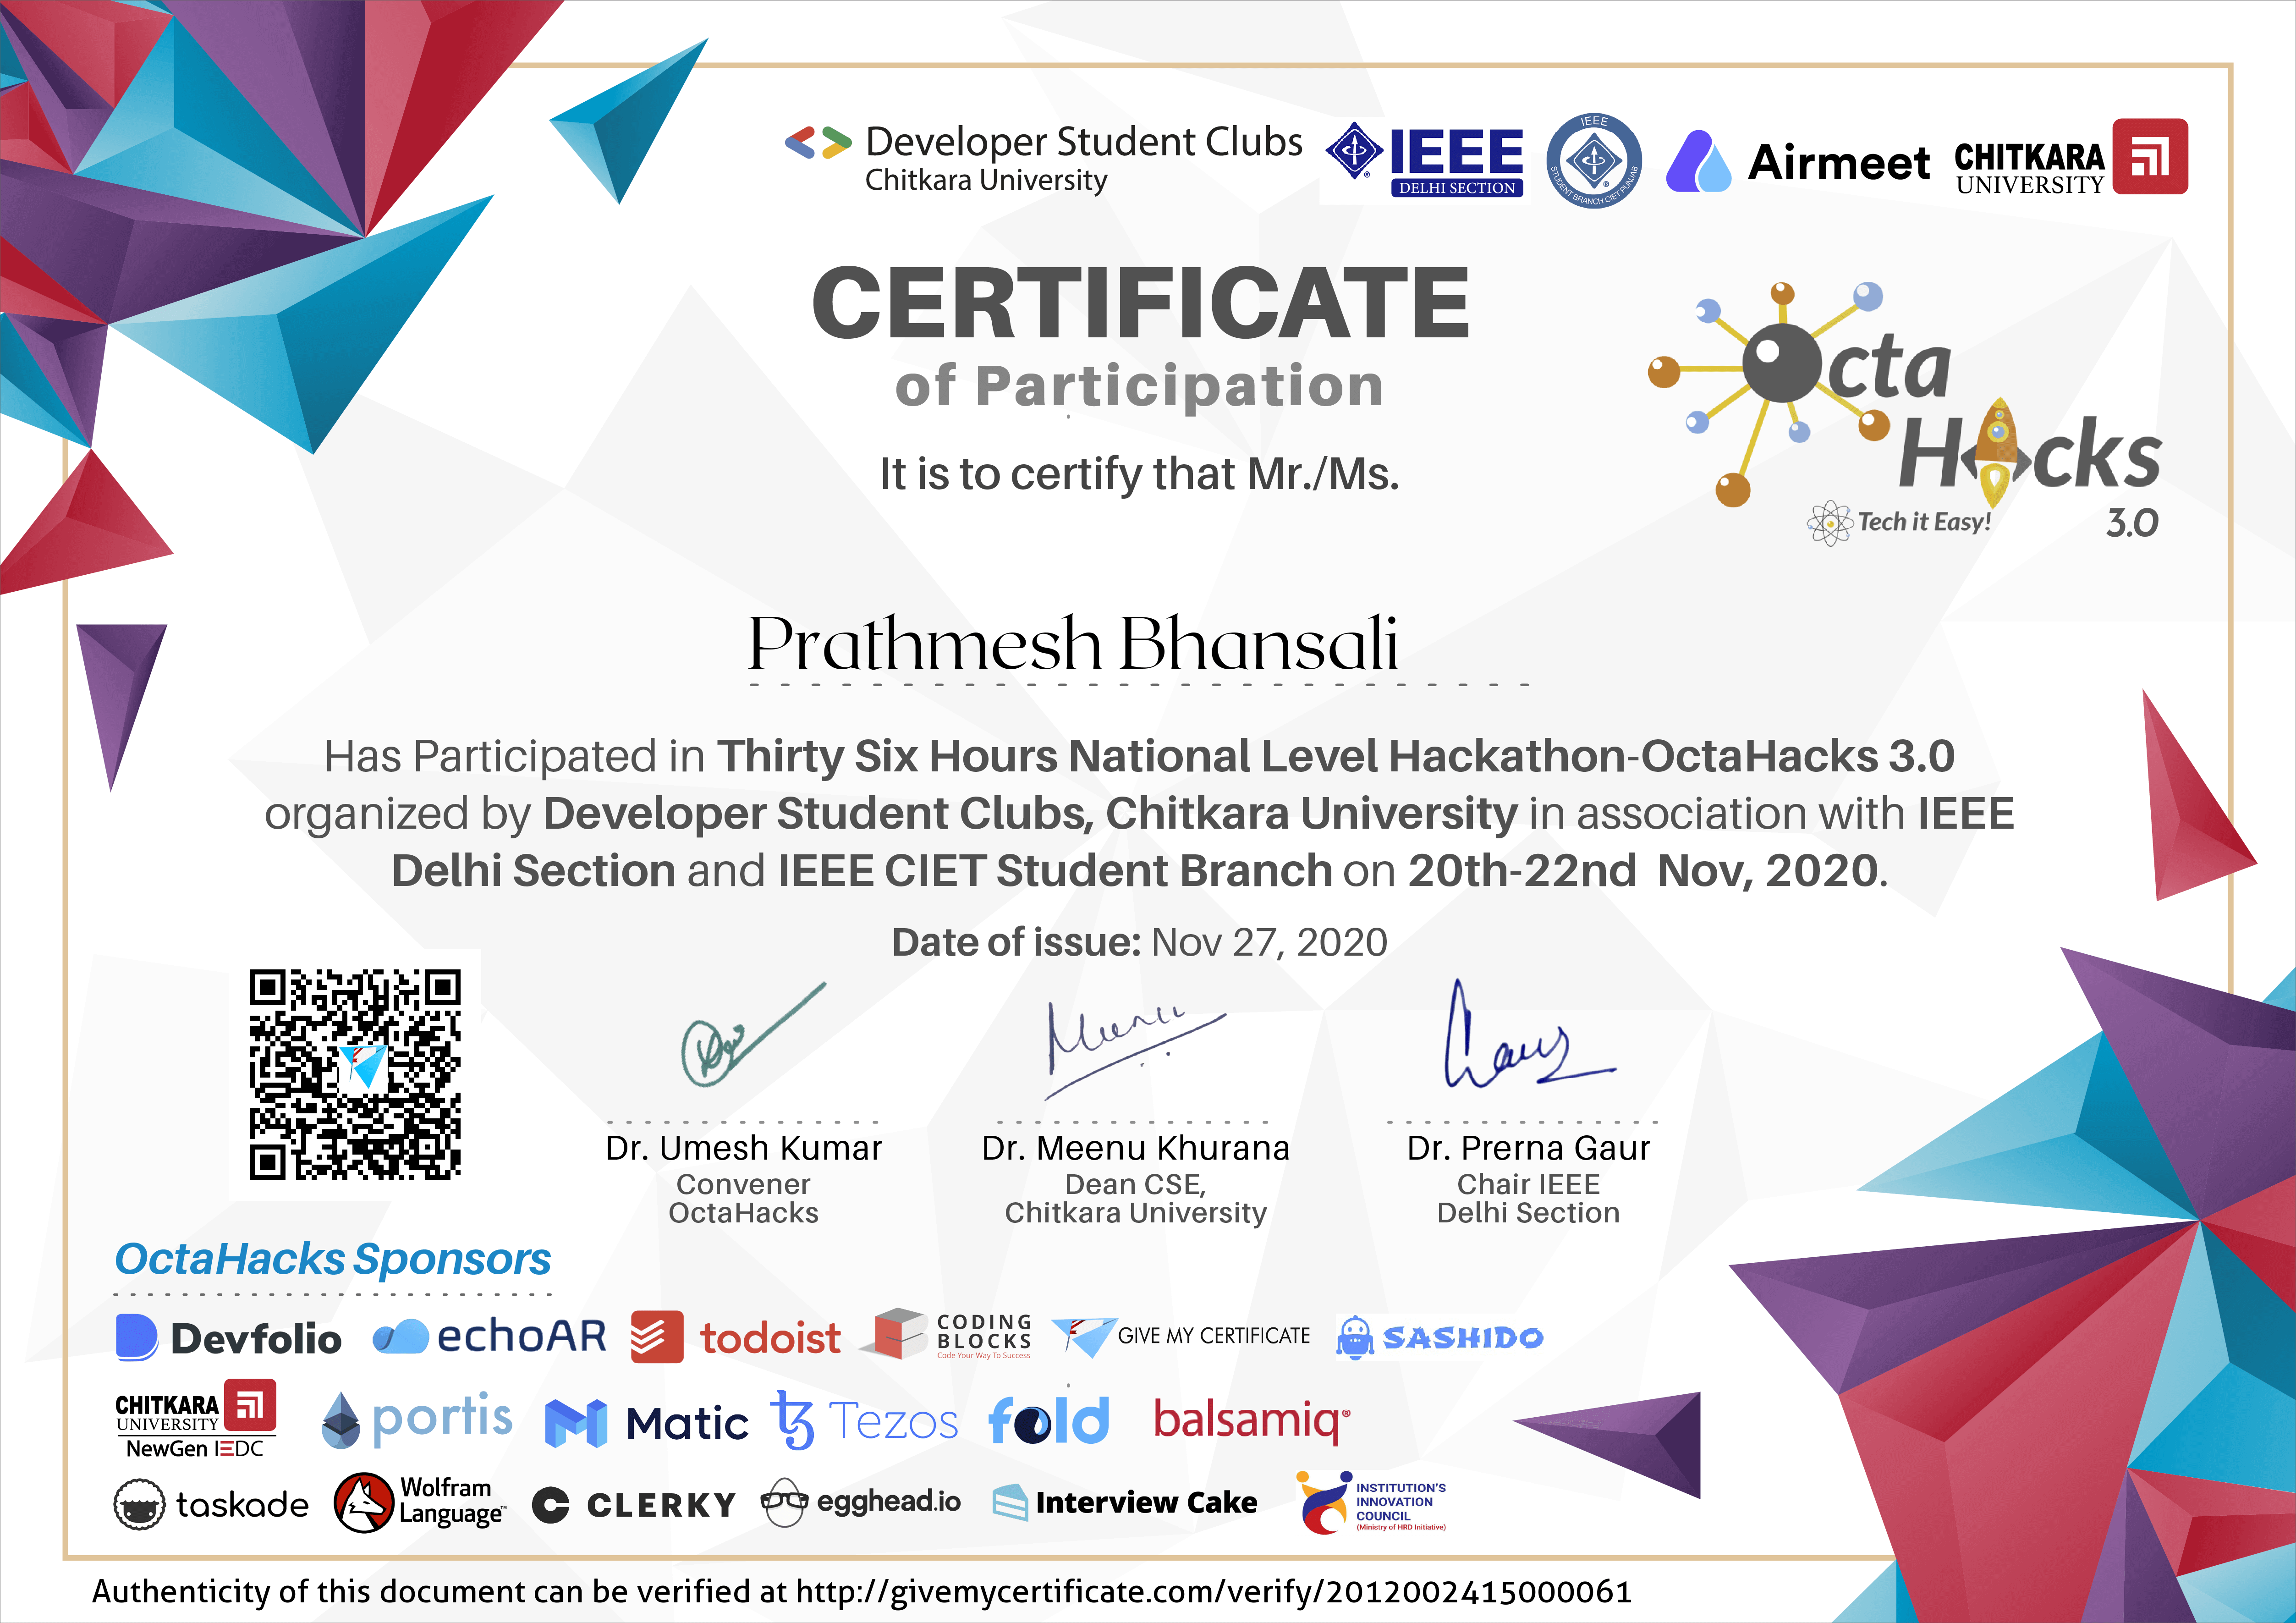 Developer Student Clubs
Chitkara University
IEEE
DELHI SECTION
IEEE
STUDENT BRANCH CIET PUNJAB
Airmeet
CHITKARA
UNIVERSITY
CERTIFICATE
of Participation
It is to certify that Mr./Ms.
Octa
Hacks
Tech it Easy!
3.0
Prathmesh Bhansali
Has Participated in Thirty Six Hours National Level Hackathon-OctaHacks 3.0
organized by Developer Student Clubs, Chitkara University in association with IEEE
Delhi Section and IEEE CIET Student Branch on 20th-22nd Nov, 2020.
Date of issue: Nov 27, 2020
Meenu
Dr. Umesh Kumar
Convener
OctaHacks
Dr. Meenu Khurana
Dean CSE,
Chitkara University
Dr. Prerna Gaur
Chair IEEE
Delhi Section
OctaHacks Sponsors
Devfolio
echoAR
todoist
CODING
BLOCKS
Code Your Way To Success
GIVE MY CERTIFICATE
SASHIDO
CHITKARA
UNIVERSITY
NewGen IEDC
portis
Matic
Tezos
fold
balsamiq®
taskade
Wolfram
Language™
CLERKY
egghead.io
Interview Cake
INSTITUTION'S
INNOVATION
COUNCIL
(Ministry of HRD Initiative)
Authenticity of this document can be verified at http://givemycertificate.com/verify/2012002415000061